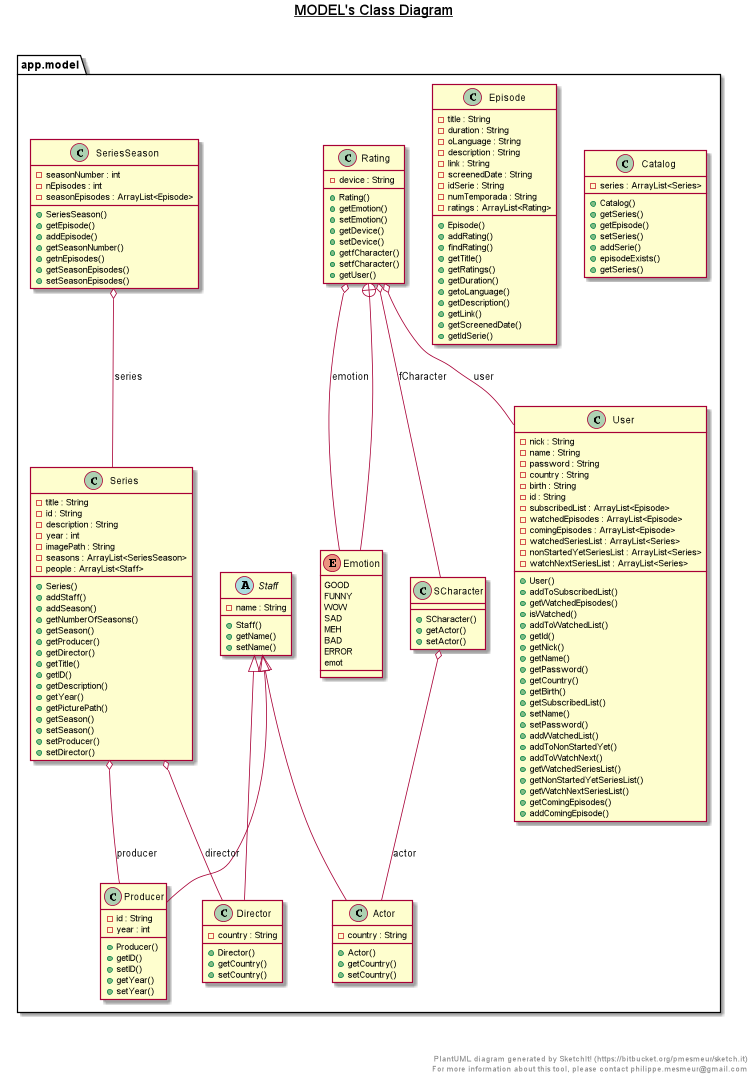 MODEL's Class Diagram
app.model
C SeriesSeason
seasonNumber : int
nEpisodes : int
seasonEpisodes : ArrayList<Episode>
SeriesSeason()
getEpisode()
addEpisode()
getSeasonNumber()
getnEpisodes()
getSeasonEpisodes()
setSeasonEpisodes()
C Rating
device : String
Rating()
getEmotion()
setEmotion()
getDevice()
setDevice()
getfCharacter()
setfCharacter()
getUser()
C Episode
title : String
duration : String
oLanguage : String
description : String
link : String
screenedDate : String
idSerie : String
numTemporada : String
ratings : ArrayList<Rating>
Episode()
addRating()
findRating()
getTitle()
getRatings()
getDuration()
getoLanguage()
getDescription()
getLink()
getScreenedDate()
getIdSerie()
C Catalog
series : ArrayList<Series>
Catalog()
getSeries()
getEpisode()
setSeries()
addSerie()
episodeExists()
getSeries()
series
emotion
fCharacter
user
C Series
title : String
id : String
description : String
year : int
imagePath : String
seasons : ArrayList<SeriesSeason>
people : ArrayList<Staff>
Series()
addStaff()
addSeason()
getNumberOfSeasons()
getSeason()
getProducer()
getDirector()
getTitle()
getID()
getDescription()
getYear()
getPicturePath()
getSeason()
setSeason()
setProducer()
setDirector()
A Staff
name : String
Staff()
getName()
setName()
E Emotion
GOOD
FUNNY
WOW
SAD
MEH
BAD
ERROR
emot
C SCharacter
SCharacter()
getActor()
setActor()
C User
nick : String
name : String
password : String
country : String
birth : String
id : String
subscribedList : ArrayList<Episode>
watchedEpisodes : ArrayList<Episode>
comingEpisodes : ArrayList<Episode>
watchedSeriesList : ArrayList<Series>
nonStartedYetSeriesList : ArrayList<Series>
watchNextSeriesList : ArrayList<Series>
User()
addToSubscribedList()
getWatchedEpisodes()
isWatched()
addToWatchedList()
getId()
getNick()
getName()
getPassword()
getCountry()
getBirth()
getSubscribedList()
setName()
setPassword()
addWatchedList()
addToNonStartedYet()
addToWatchNext()
getWatchedSeriesList()
getNonStartedYetSeriesList()
getWatchNextSeriesList()
getComingEpisodes()
addComingEpisode()
producer
director
actor
C Producer
id : String
year : int
Producer()
getID()
setID()
getYear()
setYear()
C Director
country : String
Director()
getCountry()
setCountry()
C Actor
country : String
Actor()
getCountry()
setCountry()
PlantUML diagram generated by SketchIt! (https://bitbucket.org/pmesmeur/sketch.it)
For more information about this tool, please contact philippe.mesmeur@gmail.com